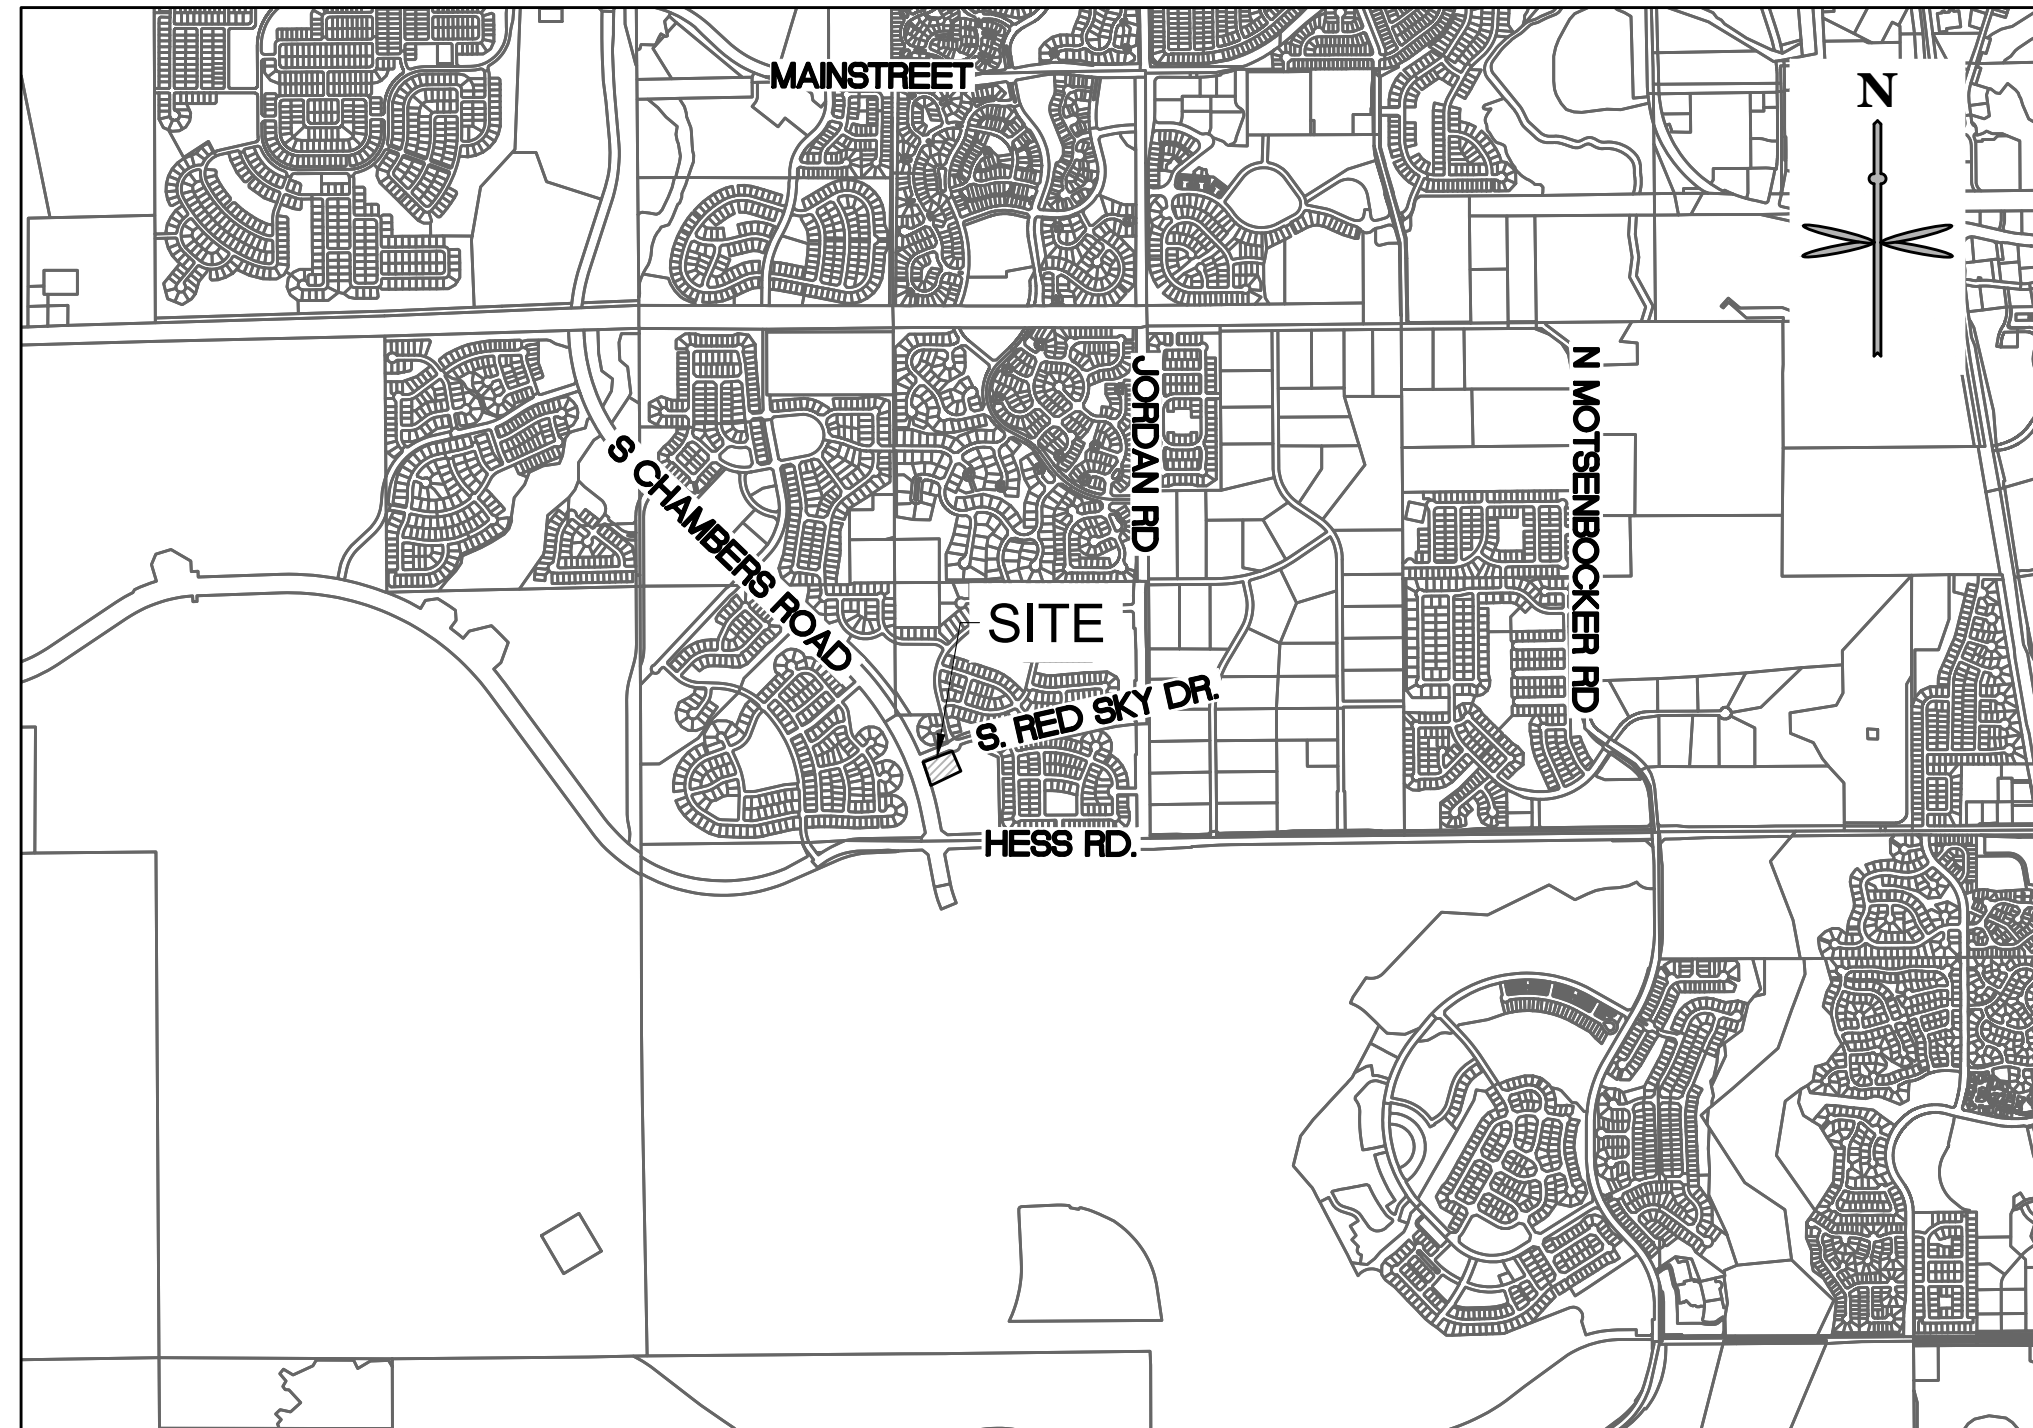 MAINSTREET
N
JORDAN RD
N MOTSENBOCKER RD
S CHAMBERS ROAD
SITE
S. RED SKY DR.
HESS RD.